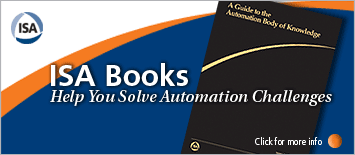 ISA
A Guide to the
Automation Body of Knowledge
ISA Books
Help You Solve Automation Challenges
Click for more info